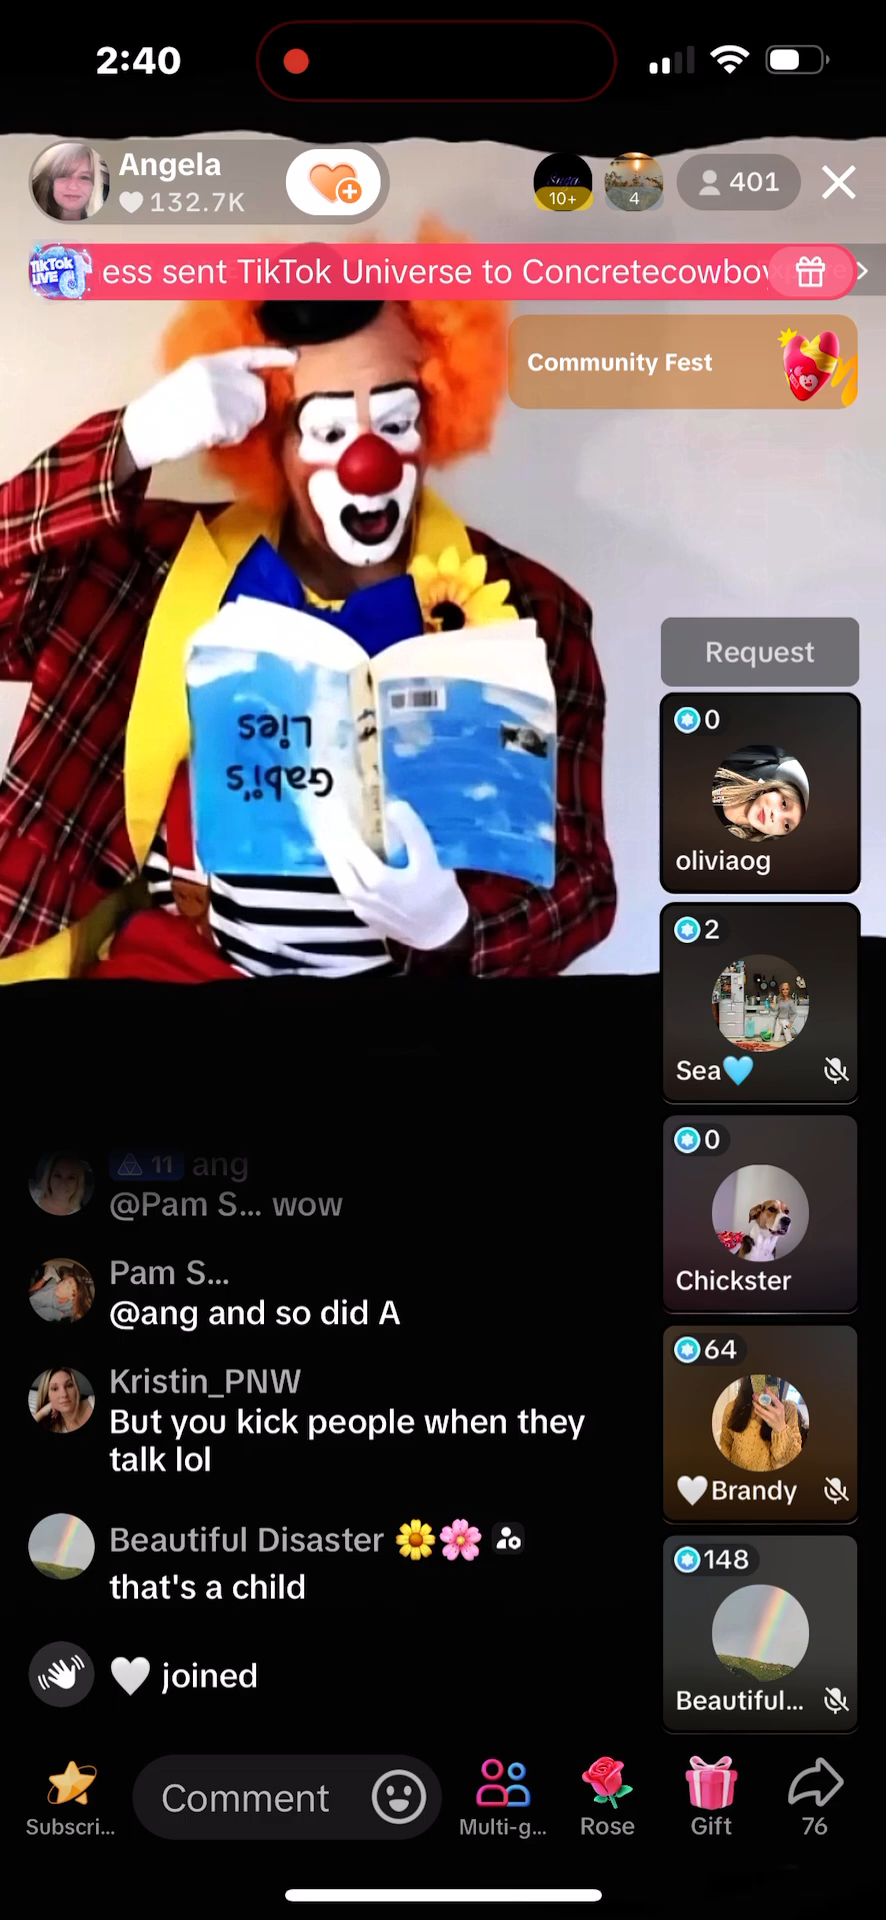 2:40
Angela
132.7K
10+
4
401
TikTok
LIVE
ess sent TikTok Universe to Concretecowboy
Community Fest
Request
0
oliviaog
Gabi's
Lies
2
Sea🩵
0
Chickster
64
🤍Brandy
148
Beautiful...
11 ang
@Pam S... wow
Pam S...
@ang and so did A
Kristin_PNW
But you kick people when they
talk lol
Beautiful Disaster 🌼🌸
that's a child
🤍 joined
Comment
Subscri...
Multi-g...
Rose
Gift
76